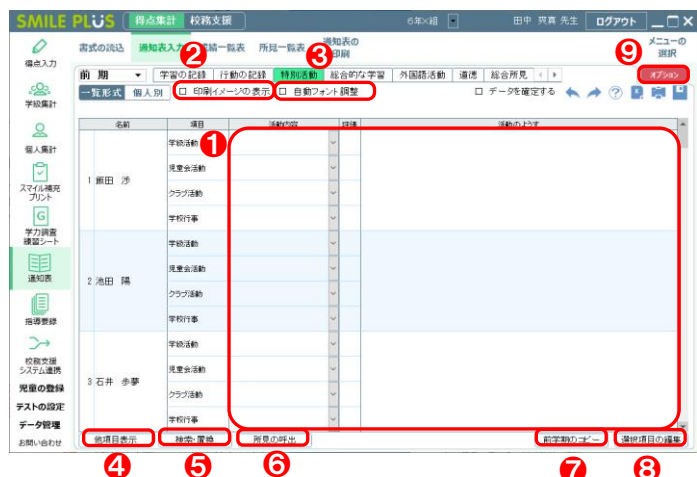 SMILE PLUS 得点集計 校務支援 6年×組 田中 爽真 先生 ログアウト
書式の読込 通知表入力 成績一覧表 所見一覧表 通知表の印刷 メニューの選択
❷ ❸ ❾
前 期 学習の記録 行動の記録 特別活動 総合的な学習 外国語活動 道徳 総合所見 オプション
一覧形式 個人別 □ 印刷イメージの表示 □ 自動フォント調整 □ データを確定する
得点入力
学級集計
個人集計
スマイル補充
プリント
学力調査
練習シート
通知表
指導要録
校務支援
システム連携
児童の登録
テストの設定
データ管理
お問い合わせ
名前 項目 活動内容 評価 活動のようす
❶
1 飯田 渉
学級活動
児童会活動
クラブ活動
学校行事
2 池田 陽
学級活動
児童会活動
クラブ活動
学校行事
3 石井 歩夢
学級活動
児童会活動
クラブ活動
学校行事
他項目表示 検索・置換 所見の呼出 前学期のコピー 選択項目の編集
❹ ❺ ❻ ❼ ❽